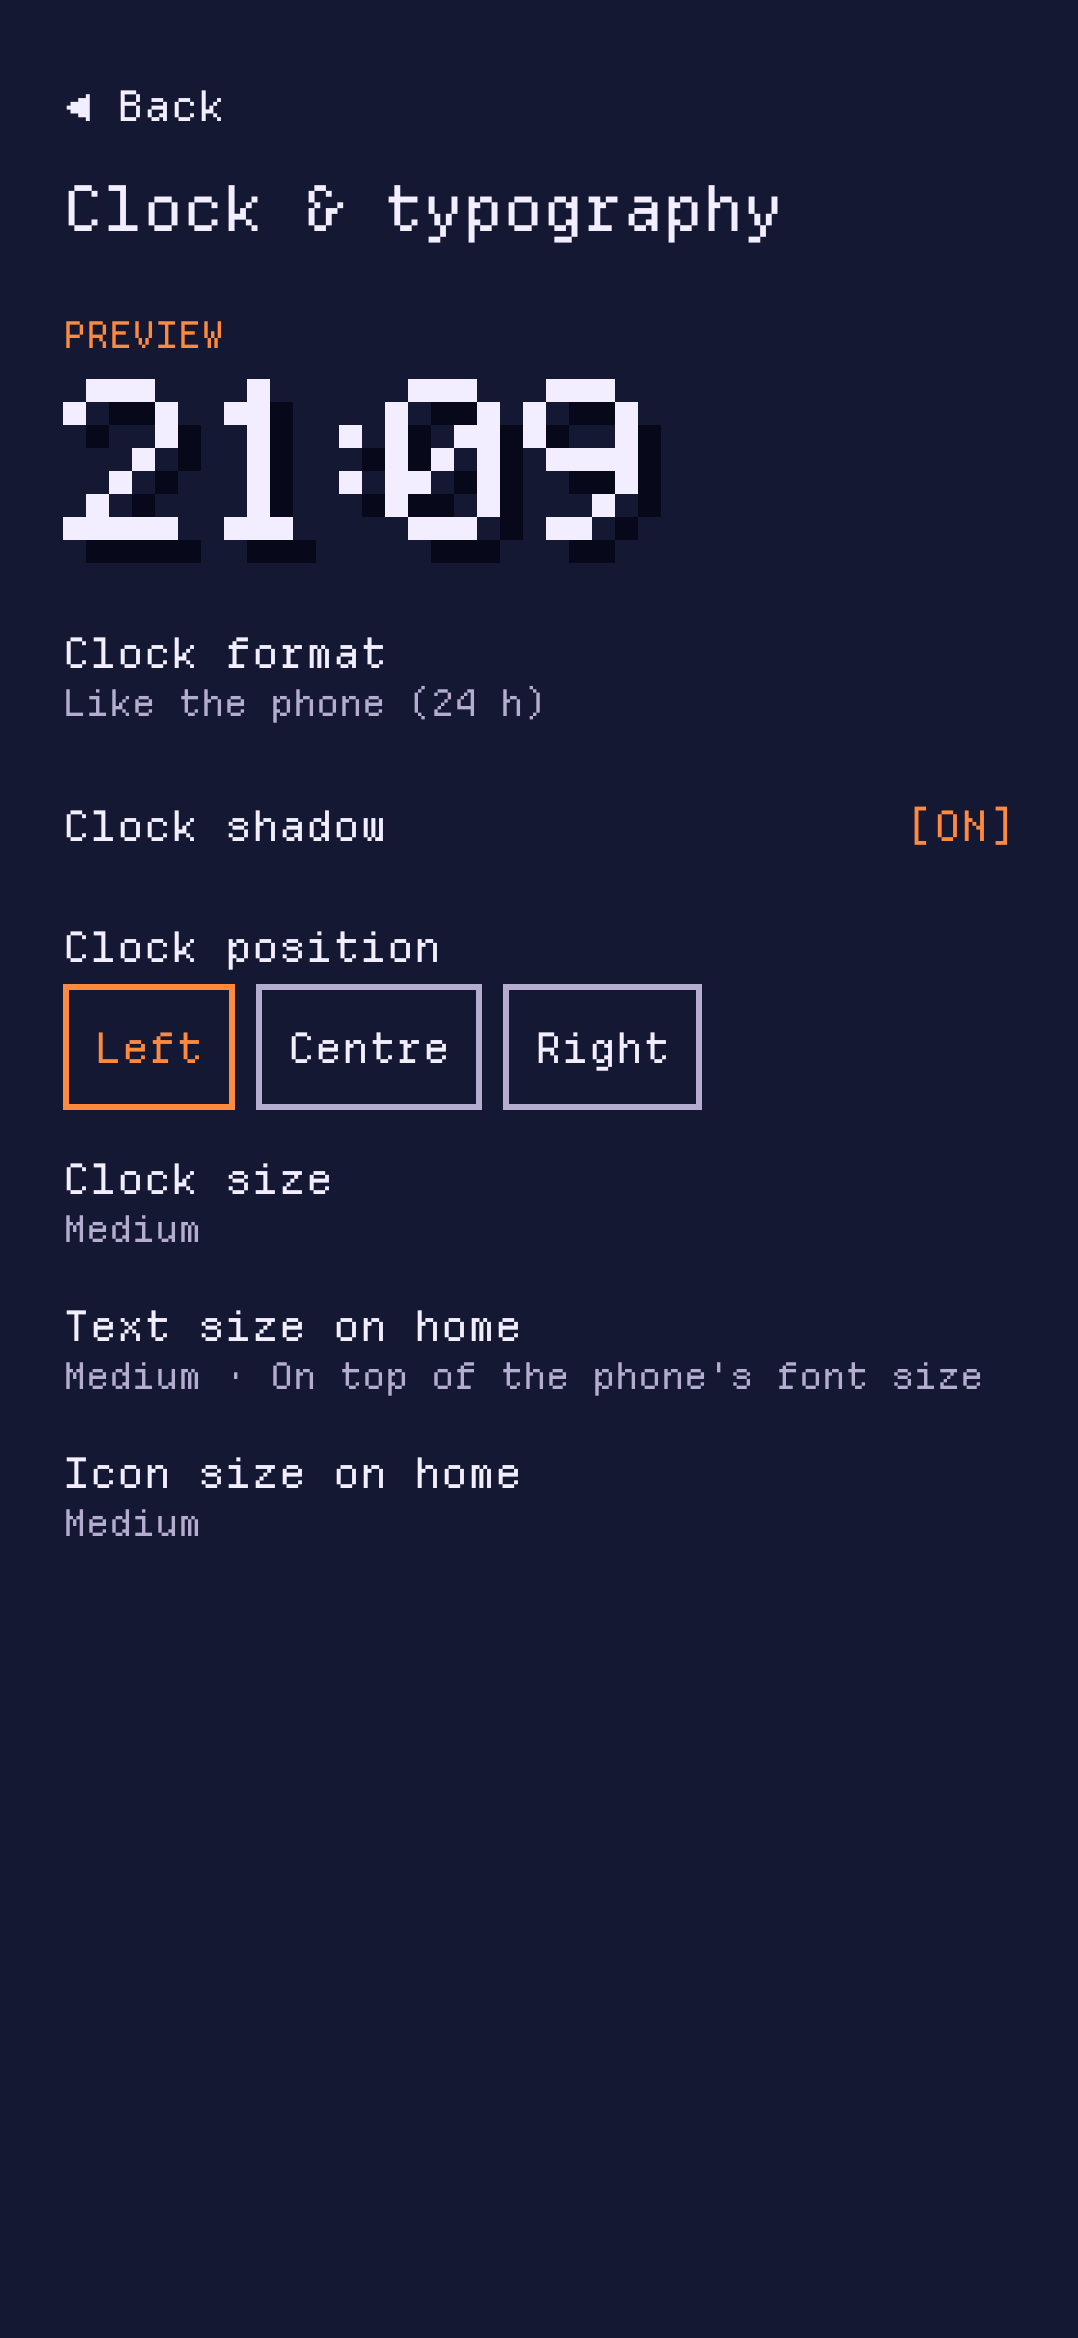 ◀ Back
Clock & typography
PREVIEW
21:09
Clock format
Like the phone (24 h)
Clock shadow [ON]
Clock position
Left Centre Right
Clock size
Medium
Text size on home
Medium · On top of the phone's font size
Icon size on home
Medium